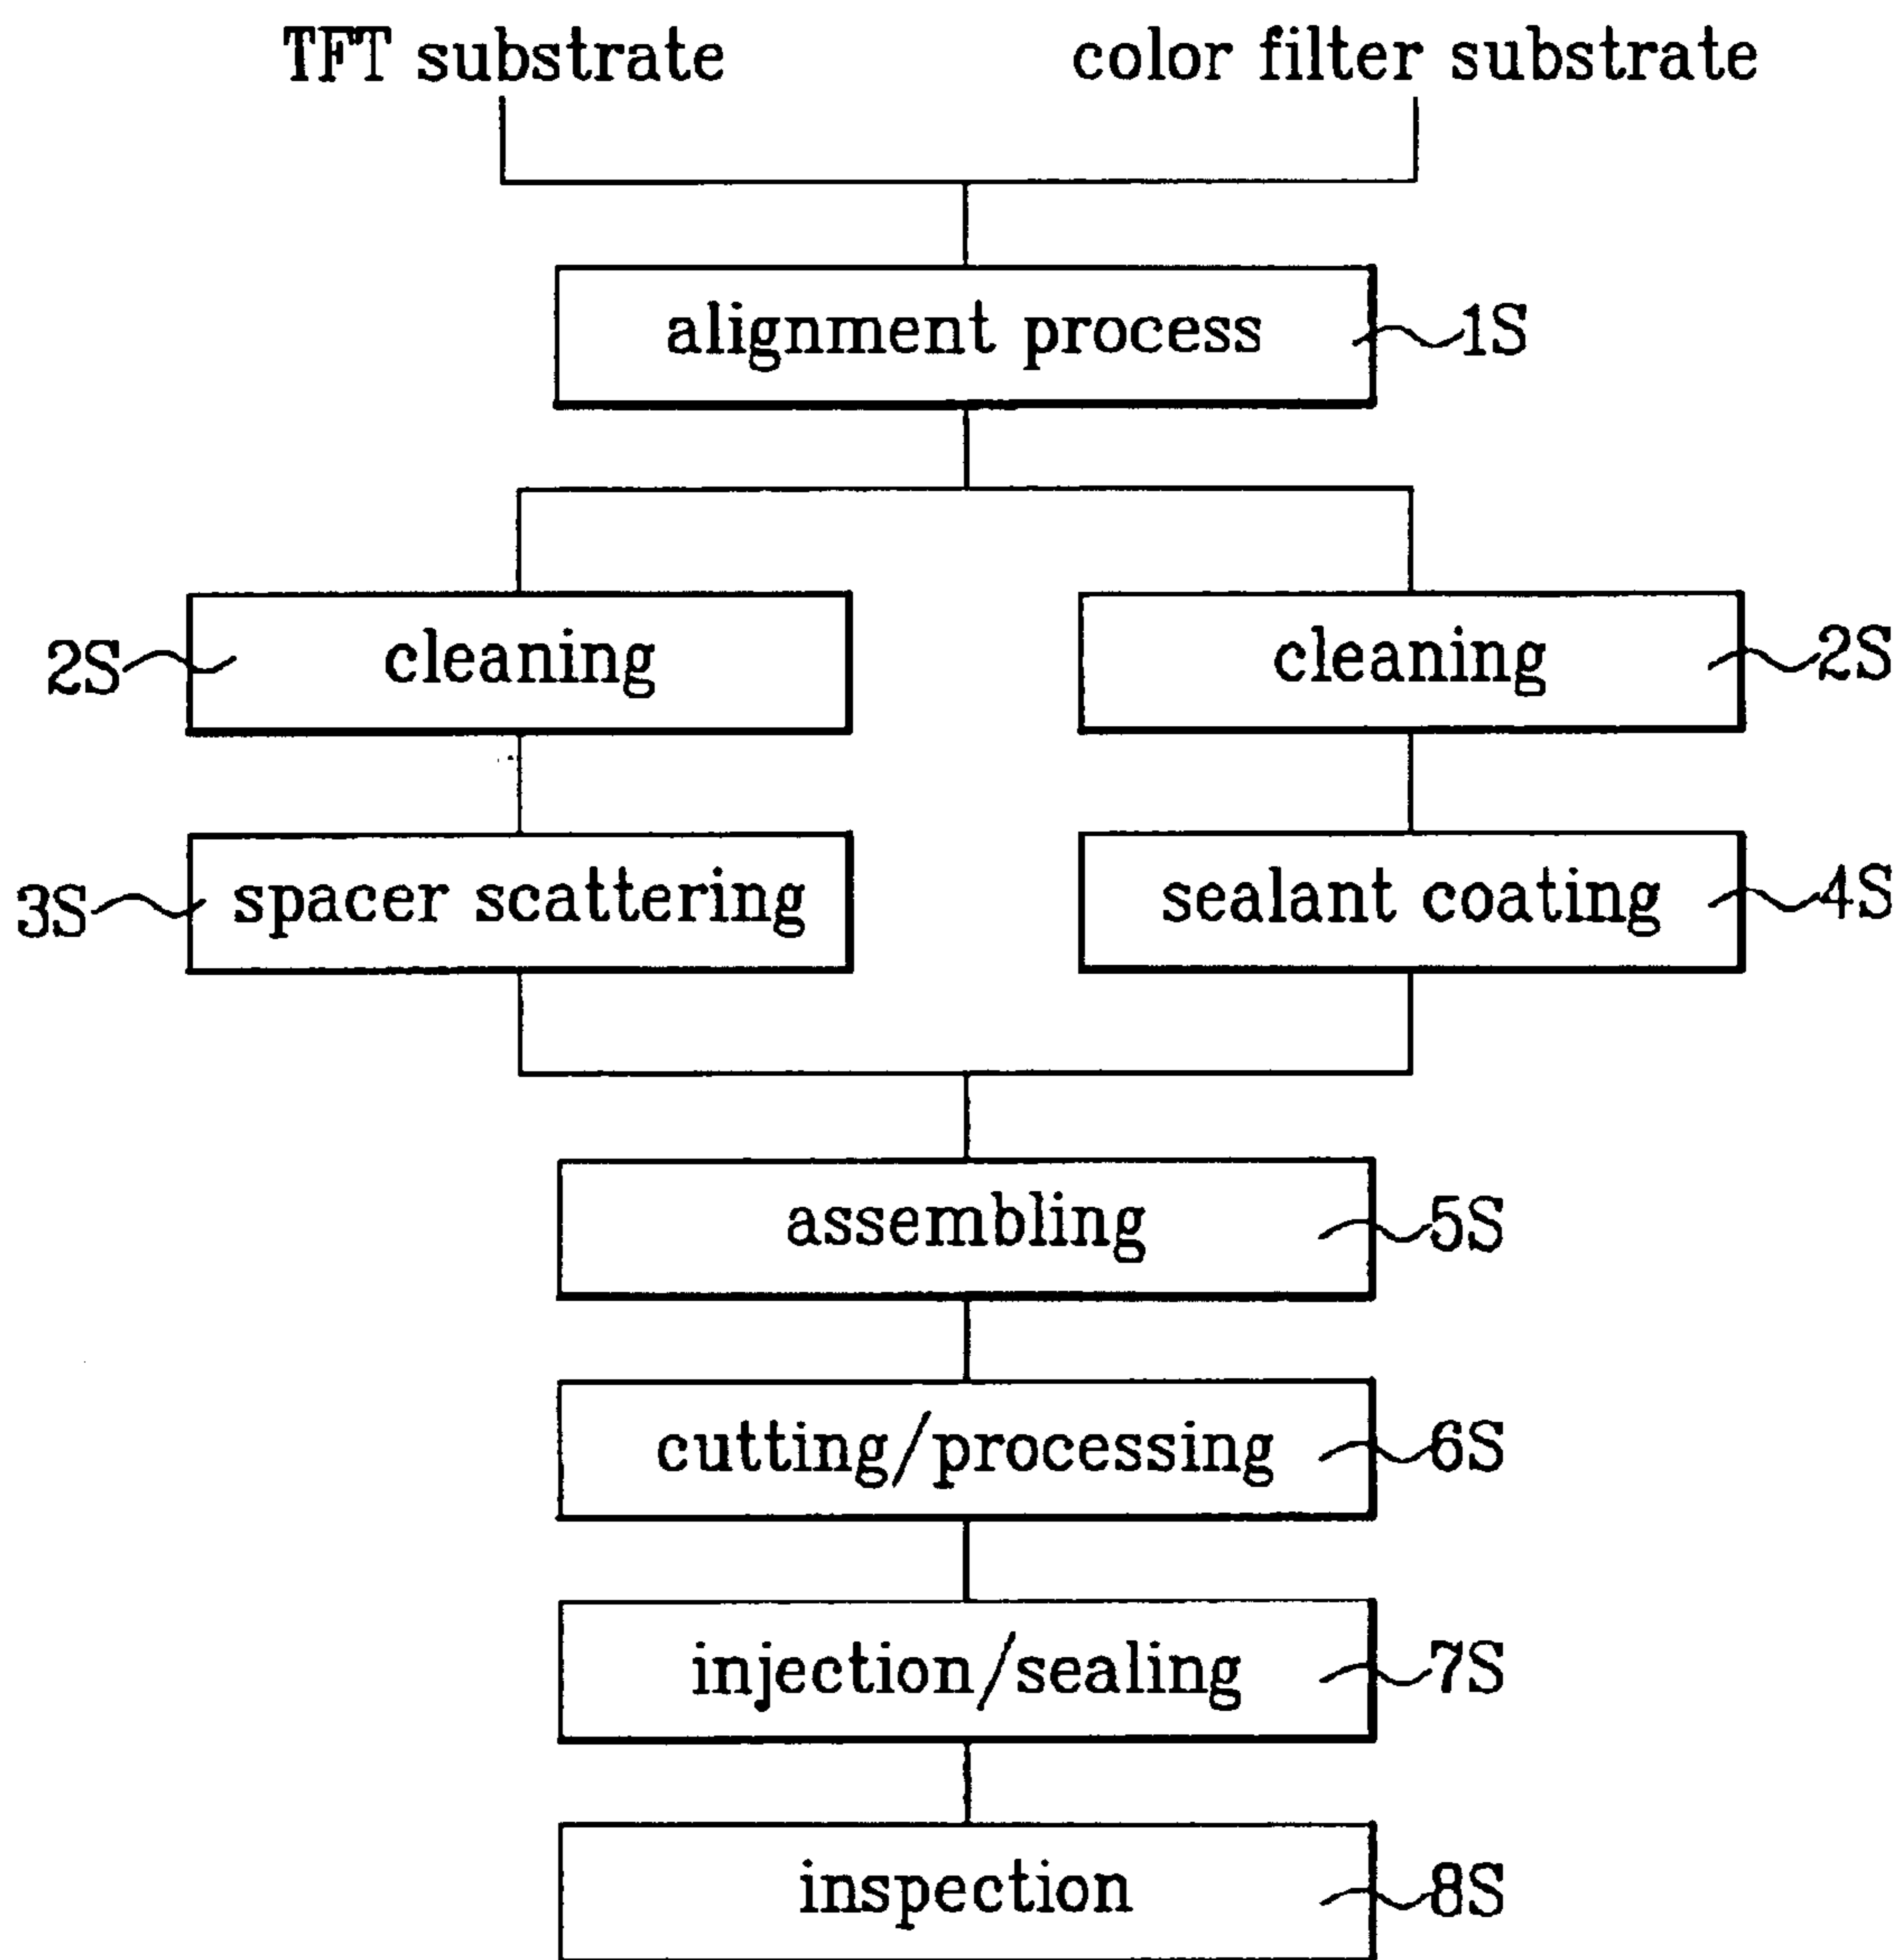 TFT substrate
color filter substrate
alignment process
1S
2S
cleaning
cleaning
2S
3S
spacer scattering
sealant coating
4S
assembling
5S
cutting/processing
6S
injection/sealing
7S
inspection
8S